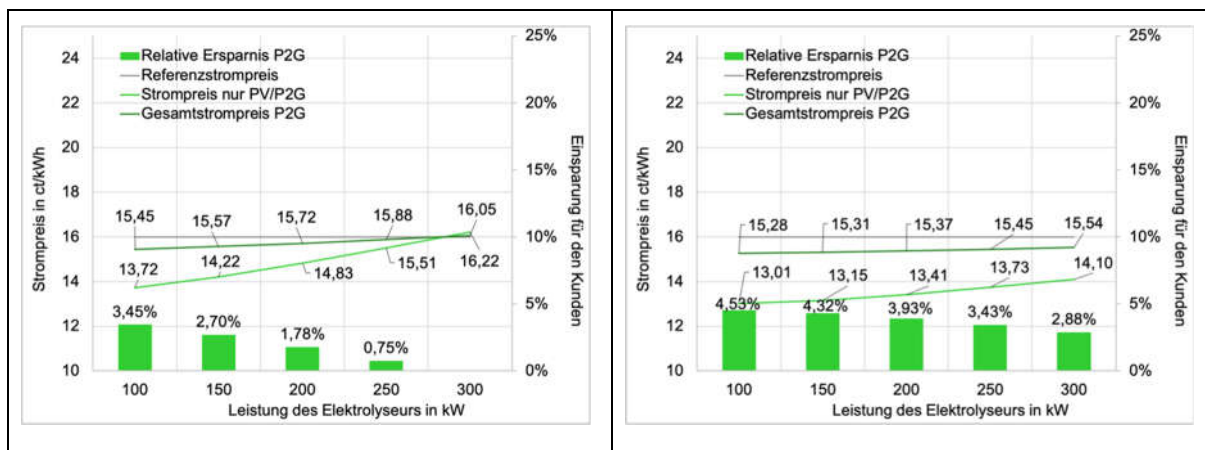 25%
24
Relative Ersparnis P2G
Referenzstrompreis
22
Strompreis nur PV/P2G
20%
Gesamtstrompreis P2G
20
15%
18
15,45 15,57 15,72 15,88 16,05
16
10%
13,72 14,22 14,83 15,51 16,22
14
5%
3,45% 2,70% 1,78% 0,75%
12
10
0%
100 150 200 250 300
Leistung des Elektrolyseurs in kW
Strompreis in ct/kWh
Einsparung für den Kunden
25%
24
Relative Ersparnis P2G
Referenzstrompreis
22
Strompreis nur PV/P2G
20%
Gesamtstrompreis P2G
20
15%
18
15,28 15,31 15,37 15,45 15,54
16
10%
13,01 13,15 13,41 13,73 14,10
14
5%
4,53% 4,32% 3,93% 3,43% 2,88%
12
10
0%
100 150 200 250 300
Leistung des Elektrolyseurs in kW
Strompreis in ct/kWh
Einsparung für den Kunden